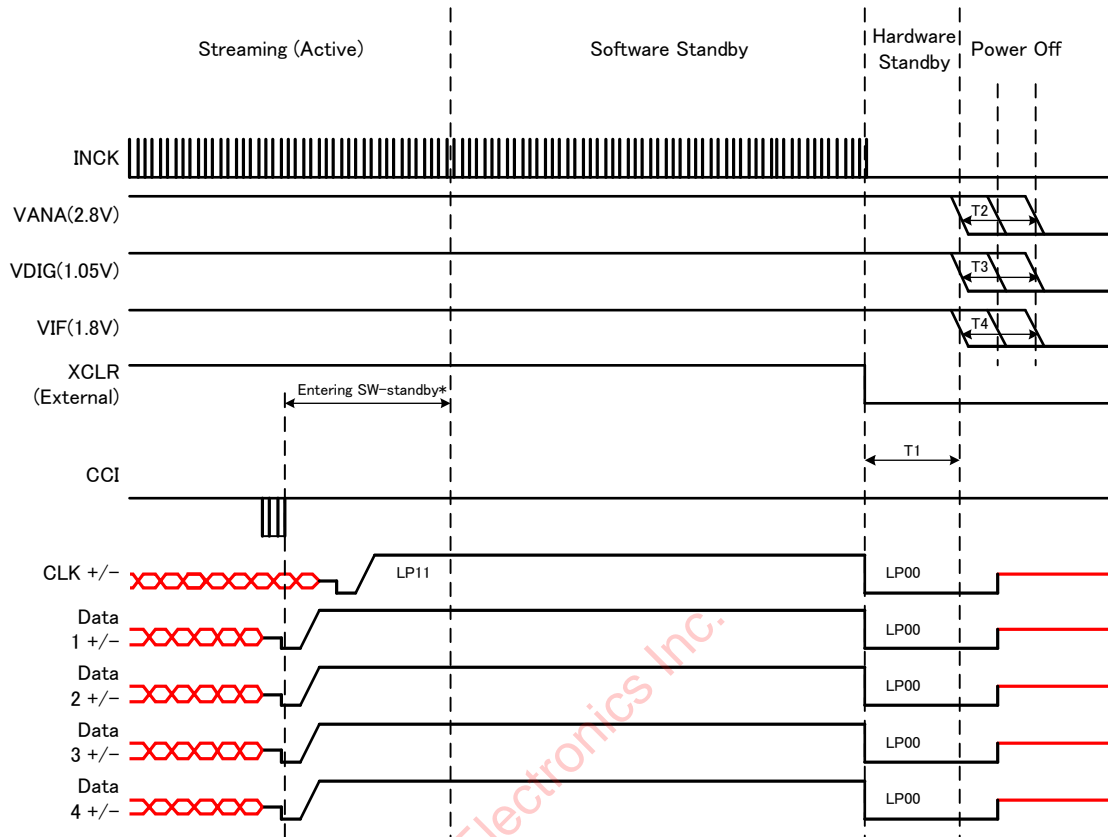 Streaming (Active)
Software Standby
Hardware
Standby
Power Off
INCK
VANA(2.8V)
T2
VDIG(1.05V)
T3
VIF(1.8V)
T4
XCLR
(External)
Entering SW-standby*
T1
CCI
CLK +/-
LP11
LP00
Data
1 +/-
LP00
Data
2 +/-
LP00
Data
3 +/-
LP00
Data
4 +/-
LP00
Electronics Inc.